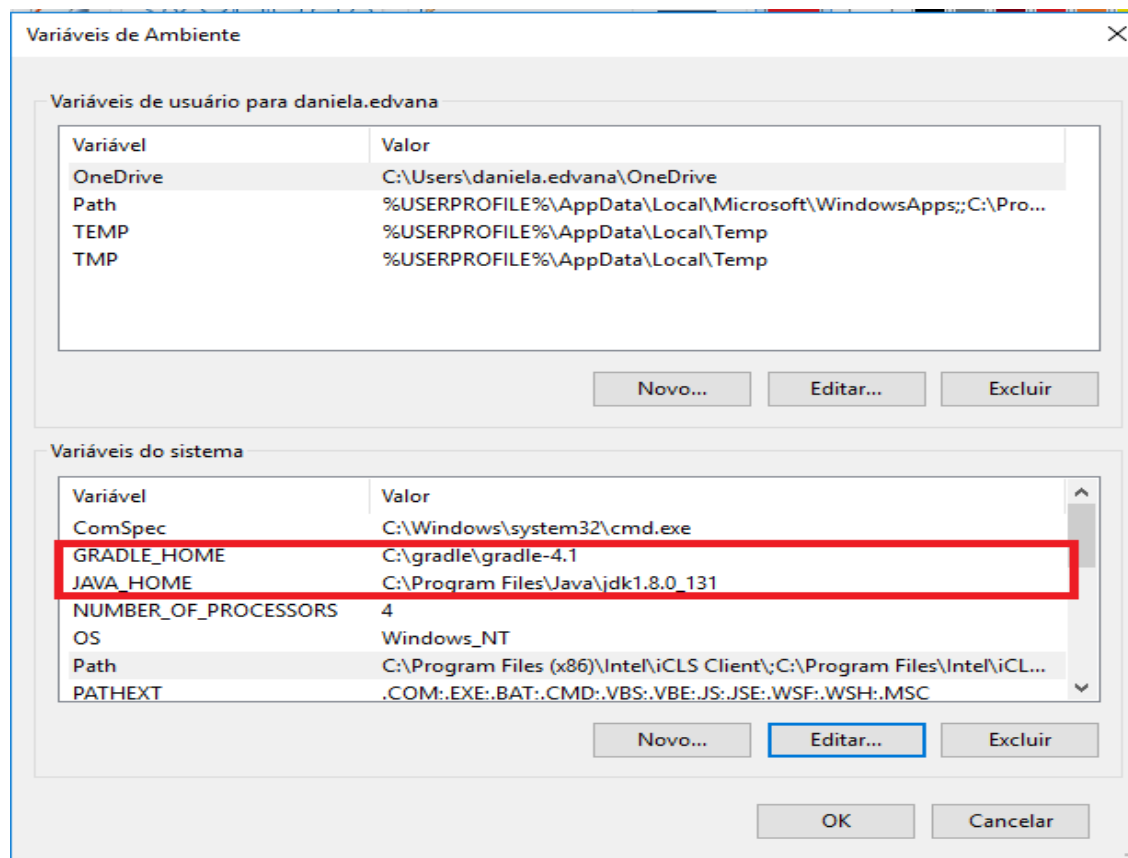 Variáveis de Ambiente
Variáveis de usuário para daniela.edvana
Variável Valor
OneDrive C:\Users\daniela.edvana\OneDrive
Path %USERPROFILE%\AppData\Local\Microsoft\WindowsApps;;C:\Pro...
TEMP %USERPROFILE%\AppData\Local\Temp
TMP %USERPROFILE%\AppData\Local\Temp
Novo... Editar... Excluir
Variáveis do sistema
Variável Valor
ComSpec C:\Windows\system32\cmd.exe
GRADLE_HOME C:\gradle\gradle-4.1
JAVA_HOME C:\Program Files\Java\jdk1.8.0_131
NUMBER_OF_PROCESSORS 4
OS Windows_NT
Path C:\Program Files (x86)\Intel\iCLS Client\;C:\Program Files\Intel\iCL...
PATHEXT .COM;.EXE;.BAT;.CMD;.VBS;.VBE;.JS;.JSE;.WSF;.WSH;.MSC
Novo... Editar... Excluir
OK Cancelar